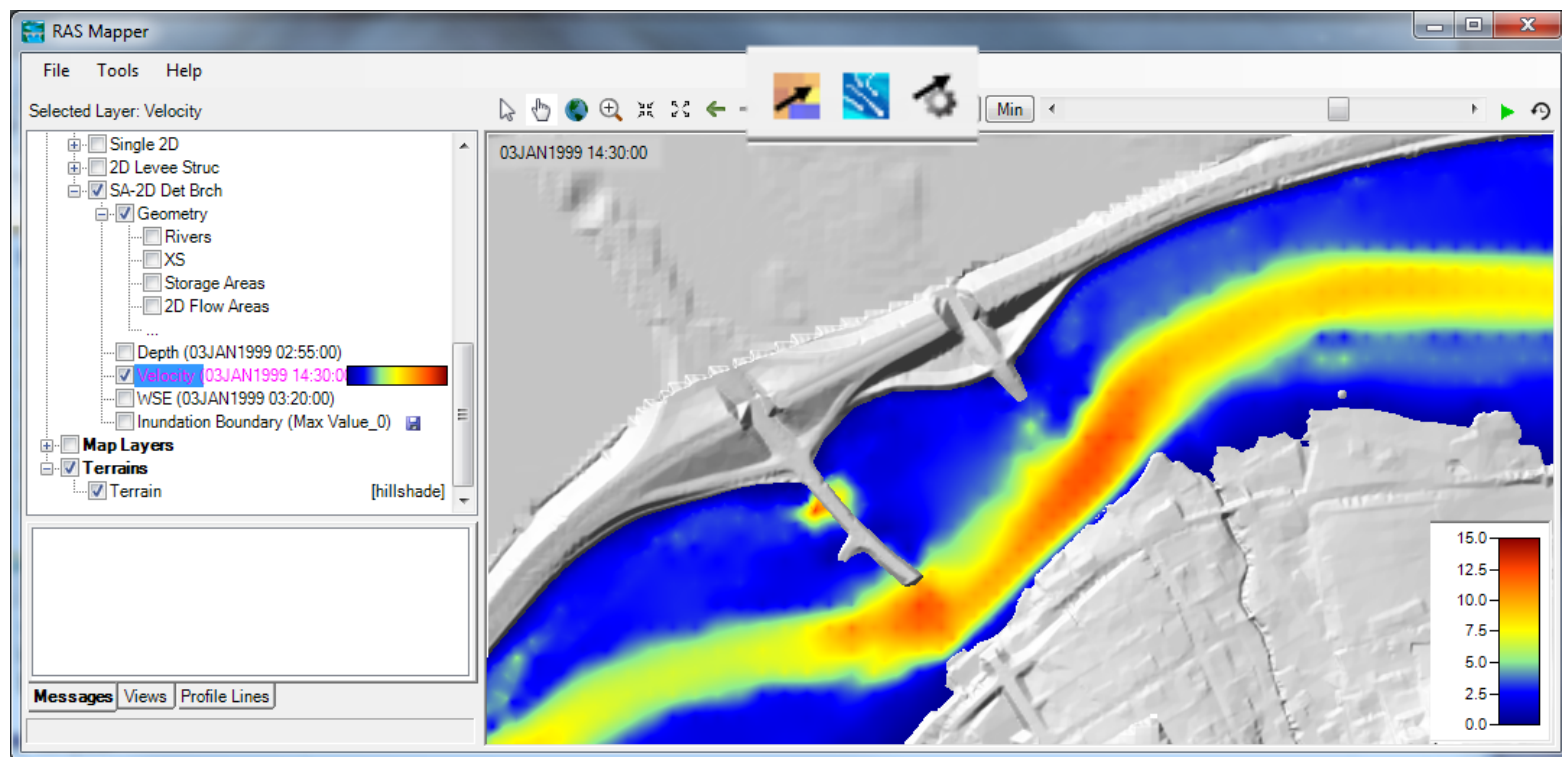 RAS Mapper
File Tools Help
Selected Layer: Velocity
Min
Single 2D
2D Levee Struc
SA-2D Det Brch
Geometry
Rivers
XS
Storage Areas
2D Flow Areas
...
Depth (03JAN1999 02:55:00)
Velocity (03JAN1999 14:30:00
WSE (03JAN1999 03:20:00)
Inundation Boundary (Max Value_0)
Map Layers
Terrains
Terrain [hillshade]
Messages Views Profile Lines
03JAN1999 14:30:00
15.0
12.5
10.0
7.5
5.0
2.5
0.0